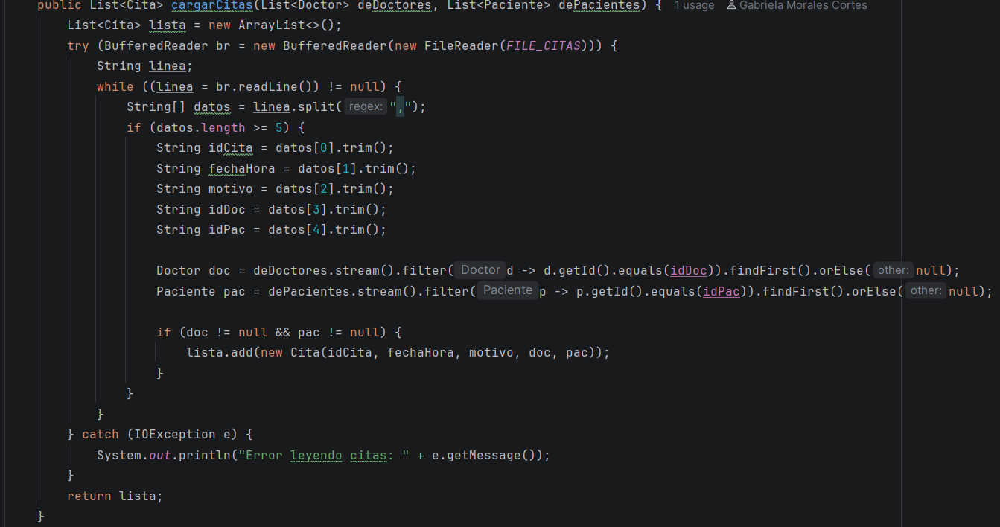 public List<Cita> cargarCitas(List<Doctor> deDoctores, List<Paciente> dePacientes) { 1 usage Gabriela Morales Cortes
List<Cita> lista = new ArrayList<>();
try (BufferedReader br = new BufferedReader(new FileReader(FILE_CITAS))) {
String linea;
while ((linea = br.readLine()) != null) {
String[] datos = linea.split( regex: ",");
if (datos.length >= 5) {
String idCita = datos[0].trim();
String fechaHora = datos[1].trim();
String motivo = datos[2].trim();
String idDoc = datos[3].trim();
String idPac = datos[4].trim();
Doctor doc = deDoctores.stream().filter( Doctor d -> d.getId().equals(idDoc)).findFirst().orElse( other: null);
Paciente pac = dePacientes.stream().filter( Paciente p -> p.getId().equals(idPac)).findFirst().orElse( other: null);
if (doc != null && pac != null) {
lista.add(new Cita(idCita, fechaHora, motivo, doc, pac));
}
}
}
} catch (IOException e) {
System.out.println("Error leyendo citas: " + e.getMessage());
}
return lista;
}